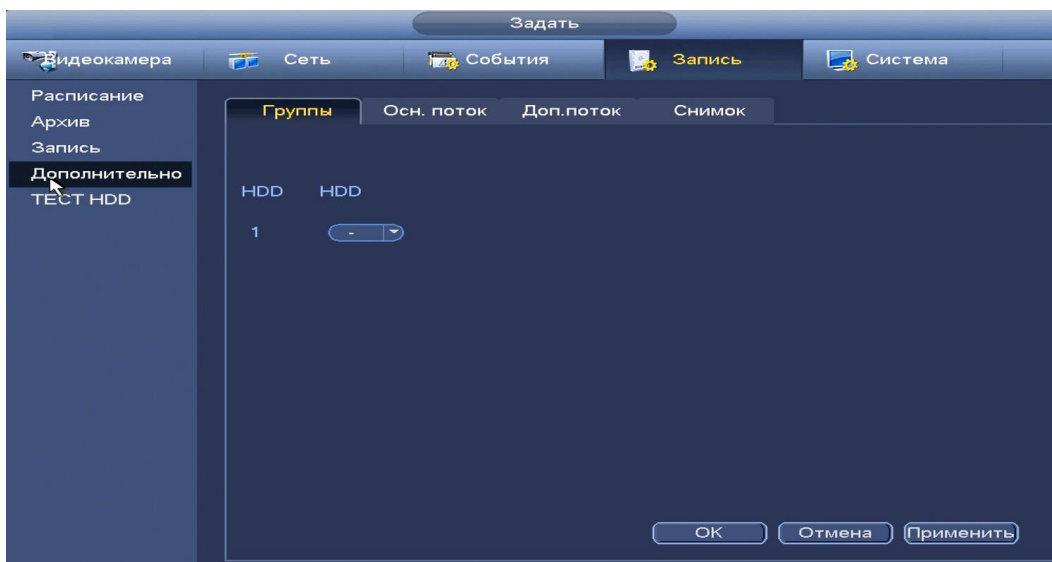 Задать
Видеокамера Сеть События Запись Система
Расписание
Архив
Запись
Дополнительно
ТЕСТ HDD
Группы Осн. поток Доп.поток Снимок
HDD HDD
1 -
OK Отмена Применить